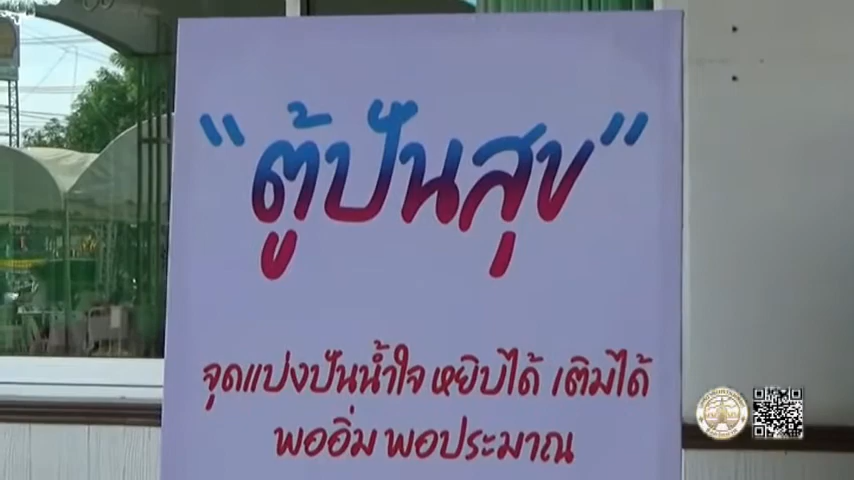 "ตู้ปันสุข"
จุดแบ่งปันน้ำใจ หยิบได้ เติมได้
พออิ่ม พอประมาณ